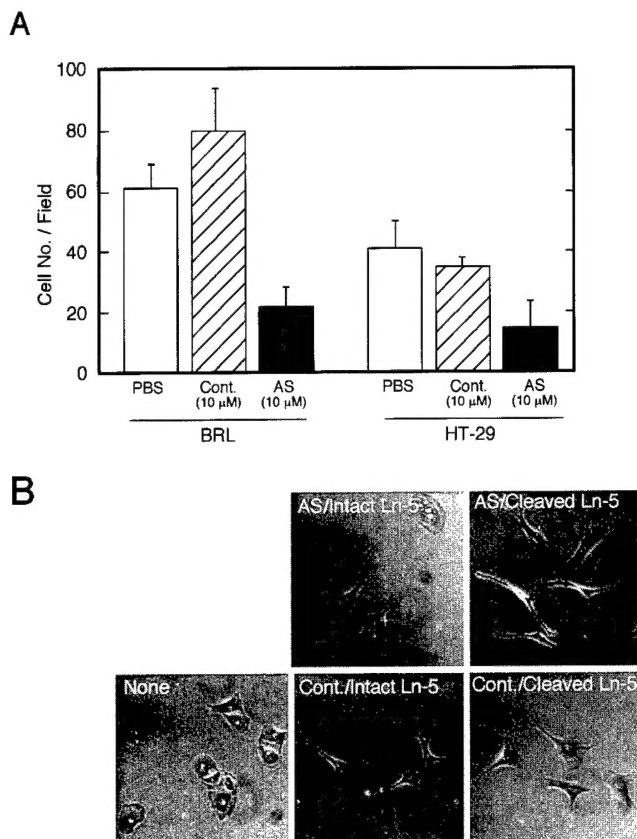 A
Cell No. / Field
100
80
60
40
20
0
PBS Cont. AS PBS Cont. AS
(10 µM) (10 µM) (10 µM) (10 µM)
BRL HT-29
B
AS/Intact Ln-5 AS/Cleaved Ln-5
None Cont./Intact Ln-5 Cont./Cleaved Ln-5